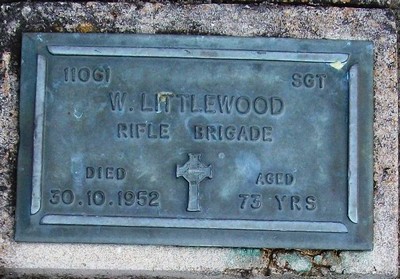 11061 SGT
W. LITTLEWOOD
RIFLE BRIGADE
DIED AGED
30.10.1952 73 YRS